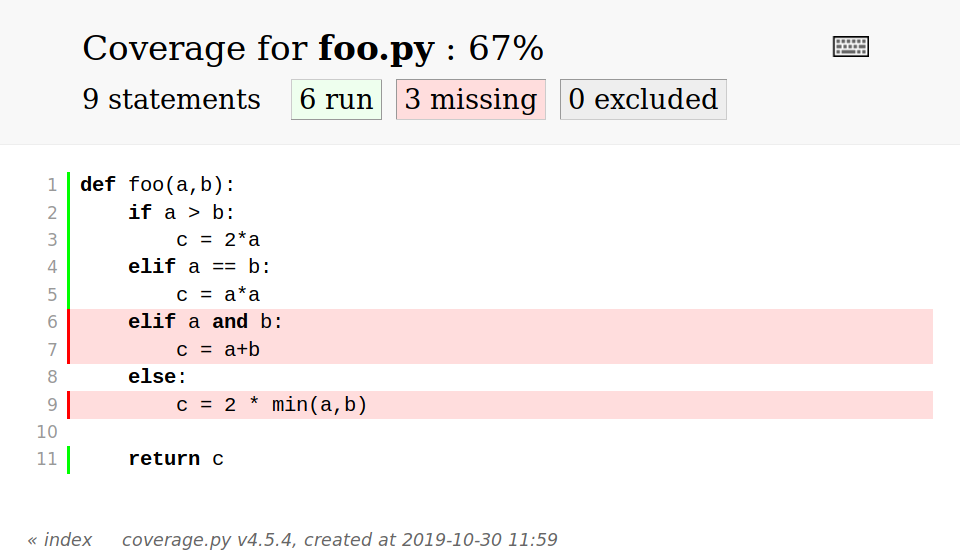 Coverage for foo.py : 67%
9 statements 6 run 3 missing 0 excluded
1 def foo(a,b):
2     if a > b:
3         c = 2*a
4     elif a == b:
5         c = a*a
6     elif a and b:
7         c = a+b
8     else:
9         c = 2 * min(a,b)
10
11     return c
« index coverage.py v4.5.4, created at 2019-10-30 11:59